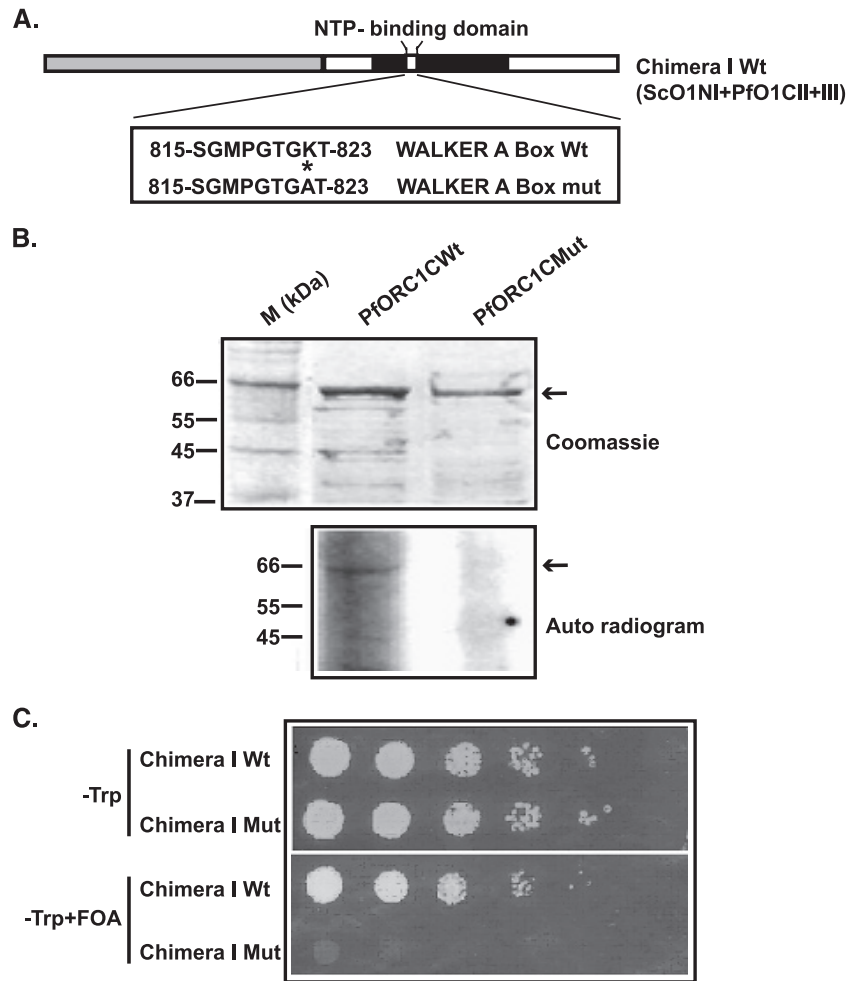 A.
NTP- binding domain
Chimera I Wt
(ScO1NI+PfO1CII+III)
815-SGMPGTGKT-823 WALKER A Box Wt
*
815-SGMPGTGAT-823 WALKER A Box mut
B.
M (kDa)
PfORC1CWt
PfORC1CMut
66
55
45
37
Coomassie
66
55
45
Auto radiogram
C.
-Trp
Chimera I Wt
Chimera I Mut
-Trp+FOA
Chimera I Wt
Chimera I Mut